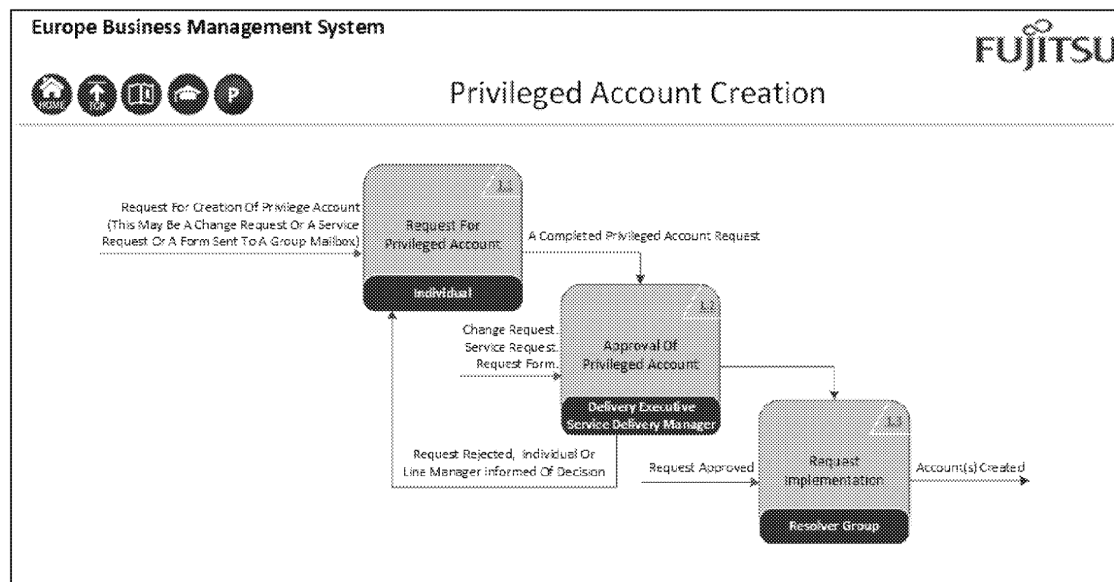 Europe Business Management System
FUJITSU
HOME
TOP
P
Privileged Account Creation
1.1
Request For Creation Of Privilege Account
(This May Be A Change Request Or A Service
Request Or A Form Sent To A Group Mailbox)
Request For
Privileged Account
A Completed Privileged Account Request
Individual
1.2
Change Request.
Service Request.
Request Form.
Approval Of
Privileged Account
Delivery Executive
Service Delivery Manager
1.3
Request Rejected, Individual Or
Line Manager informed Of Decision
Request Approved
Request
implementation
Account(s) Created
Resolver Group